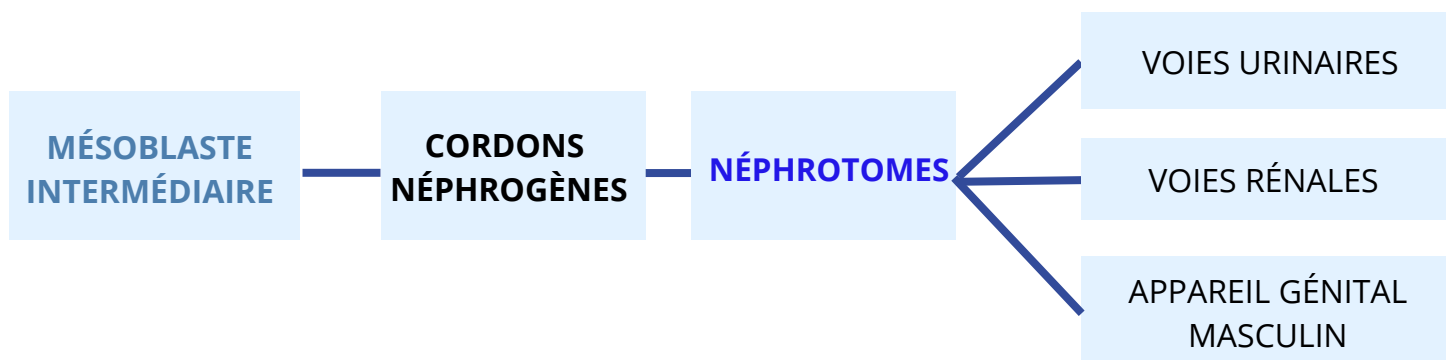 MÉSOBLASTE
INTERMÉDIAIRE
CORDONS
NÉPHROGÈNES
NÉPHROTOMES
VOIES URINAIRES
VOIES RÉNALES
APPAREIL GÉNITAL
MASCULIN